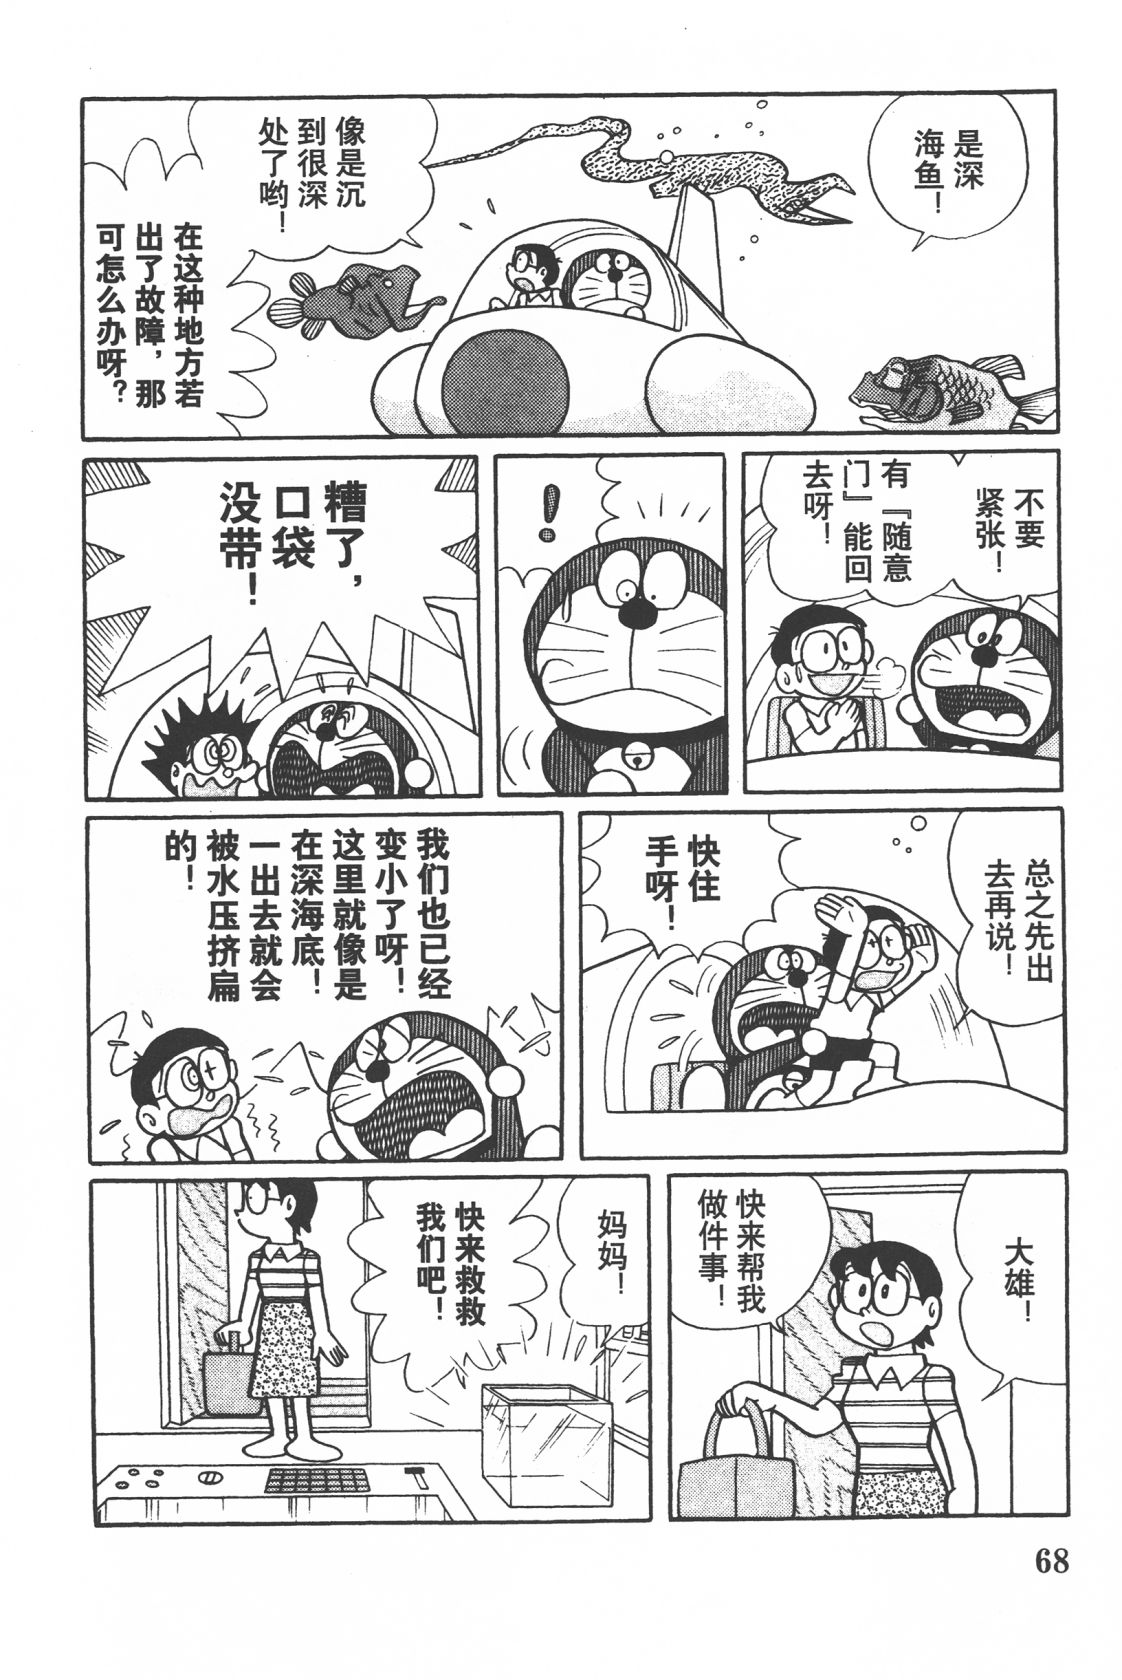 是深
海鱼！
像是沉
到很深
处了哟！
在这种地方若
出了故障，那
可怎么办呀？
不要
紧张！
有『随意
门』能回
去呀！
！
糟了，
口袋
没带！
总之先出
去再说！
快住
手呀！
我们也已经
变小了呀！
这里就像是
在深海底！
一出去就会
被水压挤扁
的！
大雄！
快来帮我
做件事！
妈妈！
快来救救
我们吧！
68